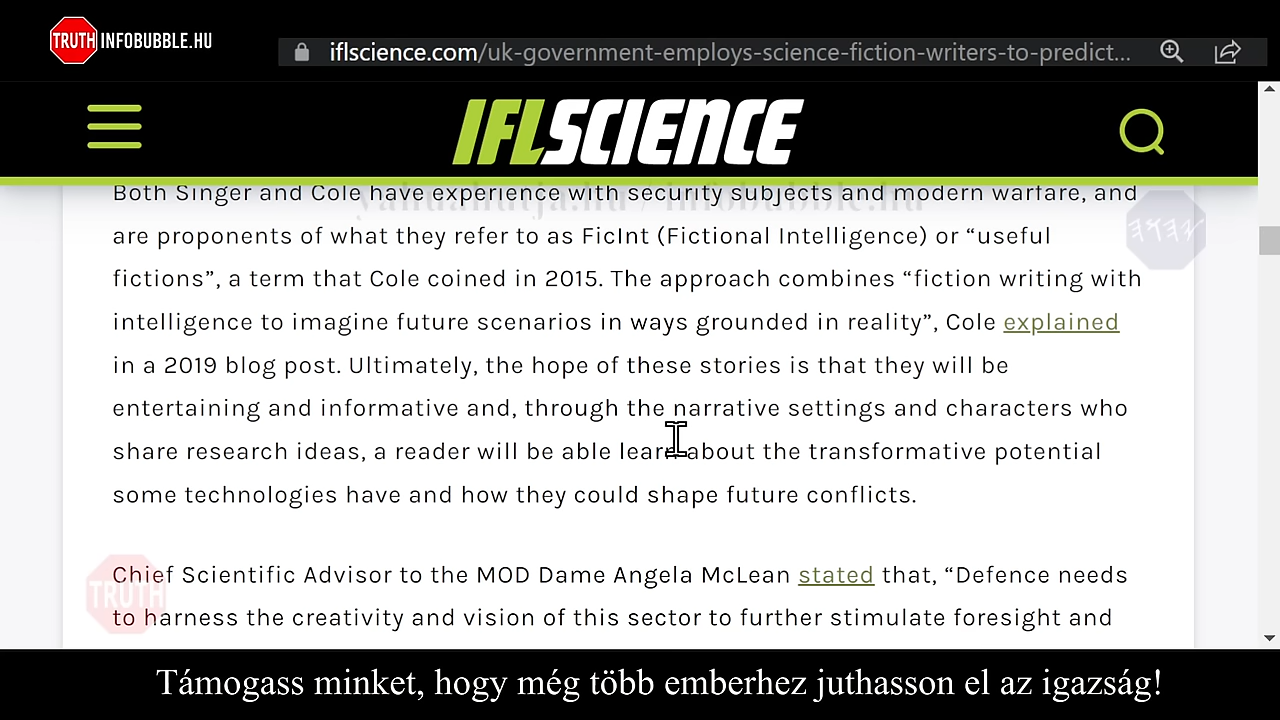 TRUTH INFOBUBBLE.HU
iflscience.com/uk-government-employs-science-fiction-writers-to-predict...
IFLSCIENCE
Both Singer and Cole have experience with security subjects and modern warfare, and
yahuahutja.hu / infobubble.hu
are proponents of what they refer to as FicInt (Fictional Intelligence) or “useful
fictions”, a term that Cole coined in 2015. The approach combines “fiction writing with
intelligence to imagine future scenarios in ways grounded in reality”, Cole explained
in a 2019 blog post. Ultimately, the hope of these stories is that they will be
entertaining and informative and, through the narrative settings and characters who
share research ideas, a reader will be able learn about the transformative potential
some technologies have and how they could shape future conflicts.
Chief Scientific Advisor to the MOD Dame Angela McLean stated that, “Defence needs
TRUTH
to harness the creativity and vision of this sector to further stimulate foresight and
Támogass minket, hogy még több emberhez juthasson el az igazság!